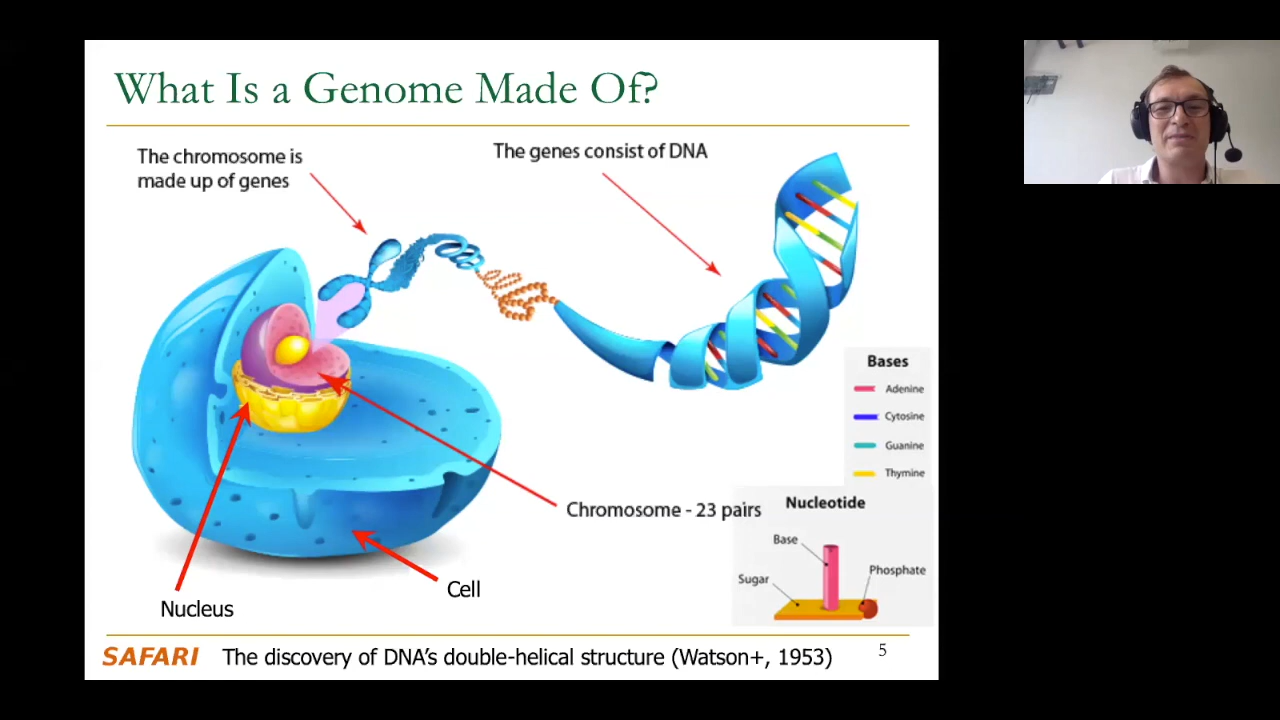 What Is a Genome Made Of?
The chromosome is
made up of genes
The genes consist of DNA
Bases
Adenine
Cytosine
Guanine
Thymine
Chromosome - 23 pairs
Nucleotide
Base
Sugar
Phosphate
Cell
Nucleus
SAFARI The discovery of DNA's double-helical structure (Watson+, 1953) 5